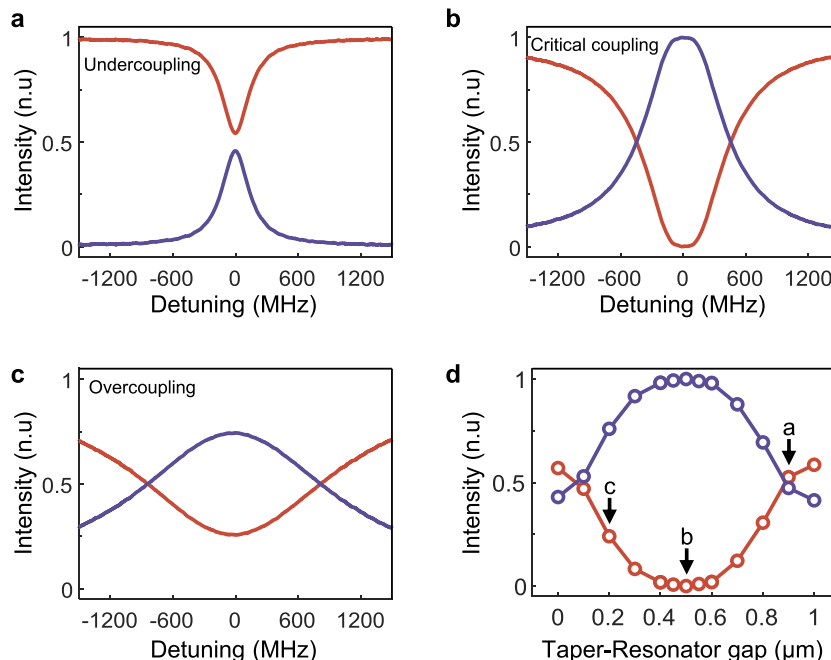 a
1
Undercoupling
0.5
0
Intensity (n.u)
-1200 -600 0 600 1200
Detuning (MHz)
b
1
Critical coupling
0.5
0
Intensity (n.u)
-1200 -600 0 600 1200
Detuning (MHz)
c
1
Overcoupling
0.5
0
Intensity (n.u)
-1200 -600 0 600 1200
Detuning (MHz)
d
1
a
0.5
c
b
0
Intensity (n.u)
0 0.2 0.4 0.6 0.8 1
Taper-Resonator gap (μm)